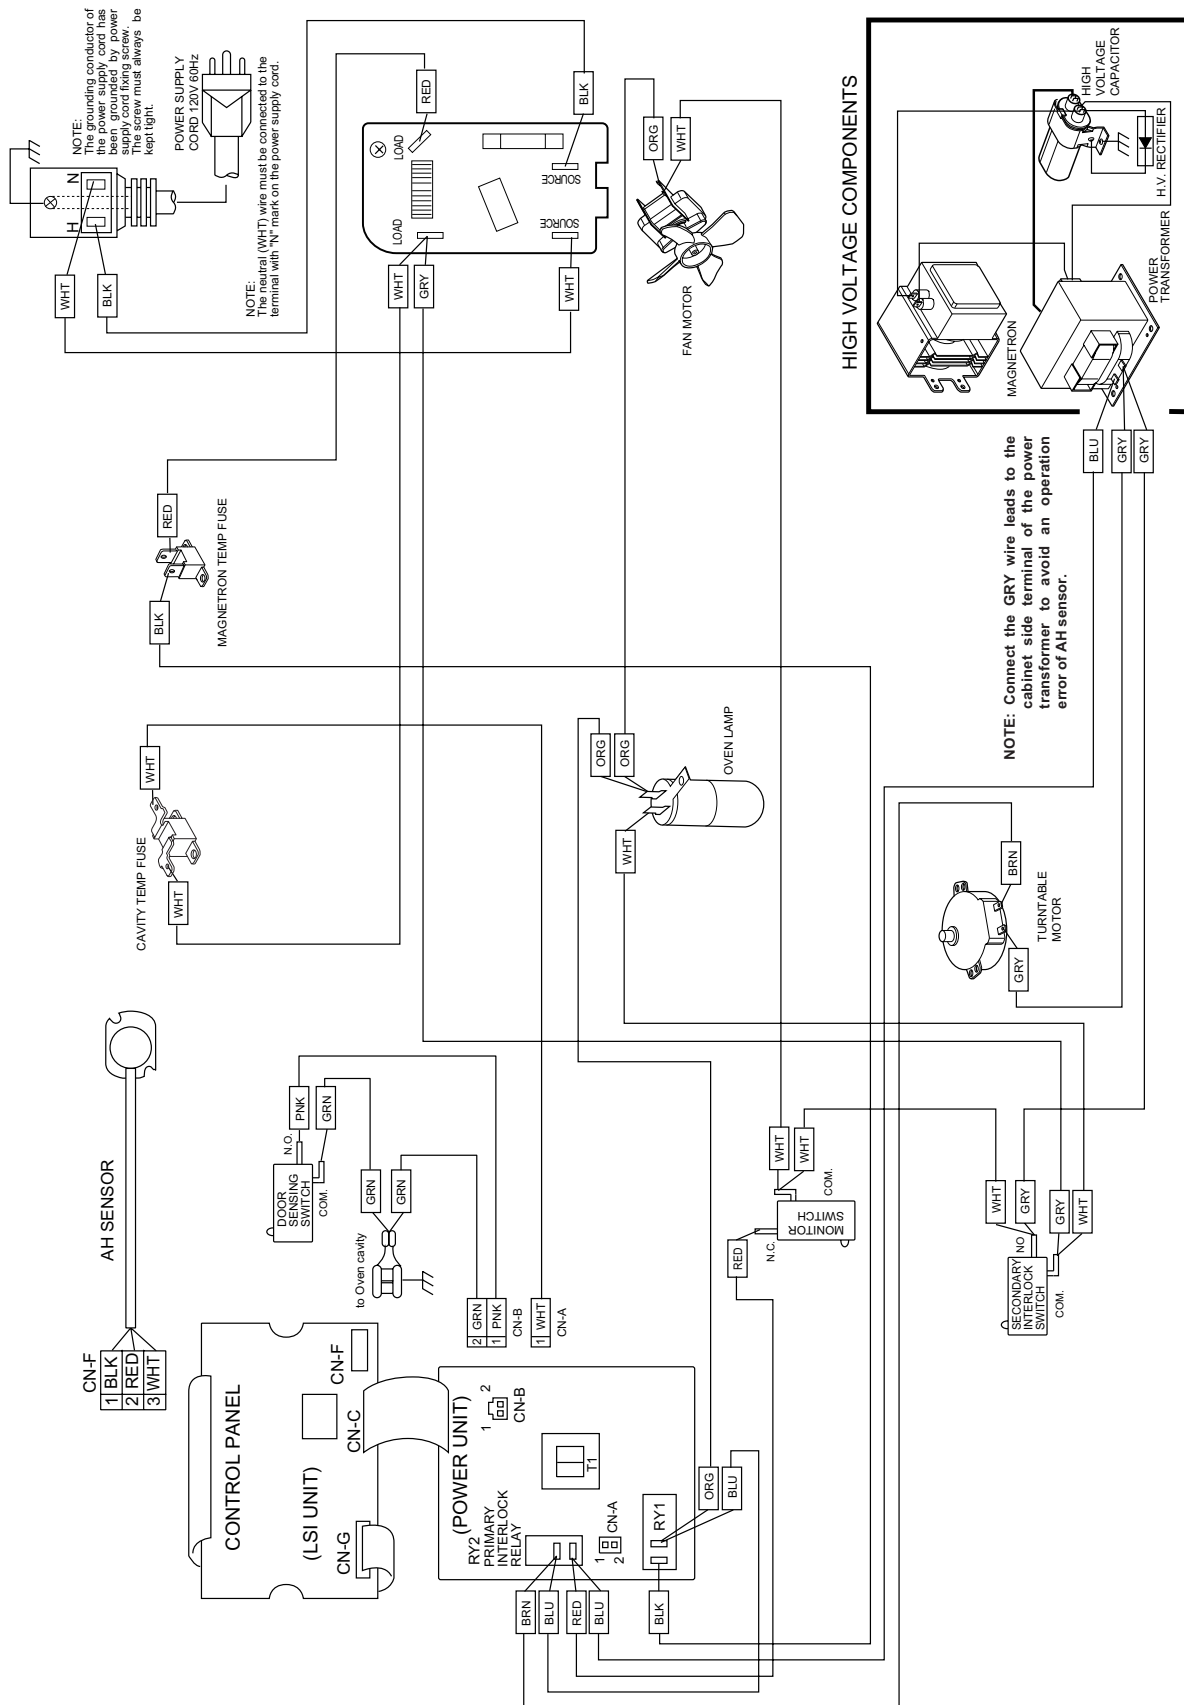 NOTE:
The grounding conductor of
the power supply cord has
been grounded by power
supply cord fixing screw.
The screw must always be
kept tight.
N
H
POWER SUPPLY
CORD 120V 60Hz
NOTE:
The neutral (WHT) wire must be connected to the
terminal with "N" mark on the power supply cord.
WHT
BLK
RED
BLK
LOAD
LOAD
SOURCE
SOURCE
WHT
GRY
WHT
ORG
WHT
FAN MOTOR
HIGH VOLTAGE COMPONENTS
HIGH
VOLTAGE
CAPACITOR
H.V. RECTIFIER
MAGNETRON
POWER
TRANSFORMER
BLU
GRY
GRY
NOTE: Connect the GRY wire leads to the
cabinet side terminal of the power
transformer to avoid an operation
error of AH sensor.
RED
BLK
MAGNETRON TEMP FUSE
WHT
CAVITY TEMP FUSE
WHT
ORG
ORG
WHT
OVEN LAMP
BRN
GRY
TURNTABLE
MOTOR
AH SENSOR
CN-F
1 BLK
2 RED
3 WHT
N.O.
PNK
GRN
DOOR
SENSING
SWITCH
COM.
GRN
GRN
to Oven cavity
2 GRN
1 PNK
CN-B
1 WHT
CN-A
WHT
WHT
COM.
MONITOR
SWITCH
RED
N.C.
WHT
GRY
GRY
WHT
NO
SECONDARY
INTERLOCK
SWITCH
COM.
CONTROL PANEL
(LSI UNIT)
CN-F
CN-C
CN-G
(POWER UNIT)
1
2
CN-B
T1
RY2
PRIMARY
INTERLOCK
RELAY
1
2
CN-A
RY1
ORG
BLU
BRN
BLU
RED
BLU
BLK